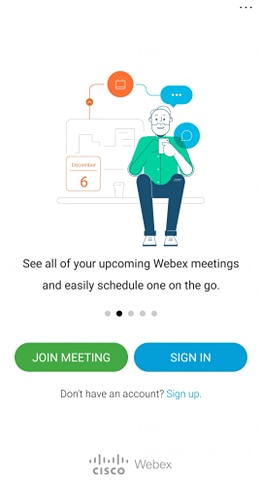 December
6
See all of your upcoming Webex meetings
and easily schedule one on the go.
JOIN MEETING
SIGN IN
Don't have an account? Sign up.
CISCO Webex